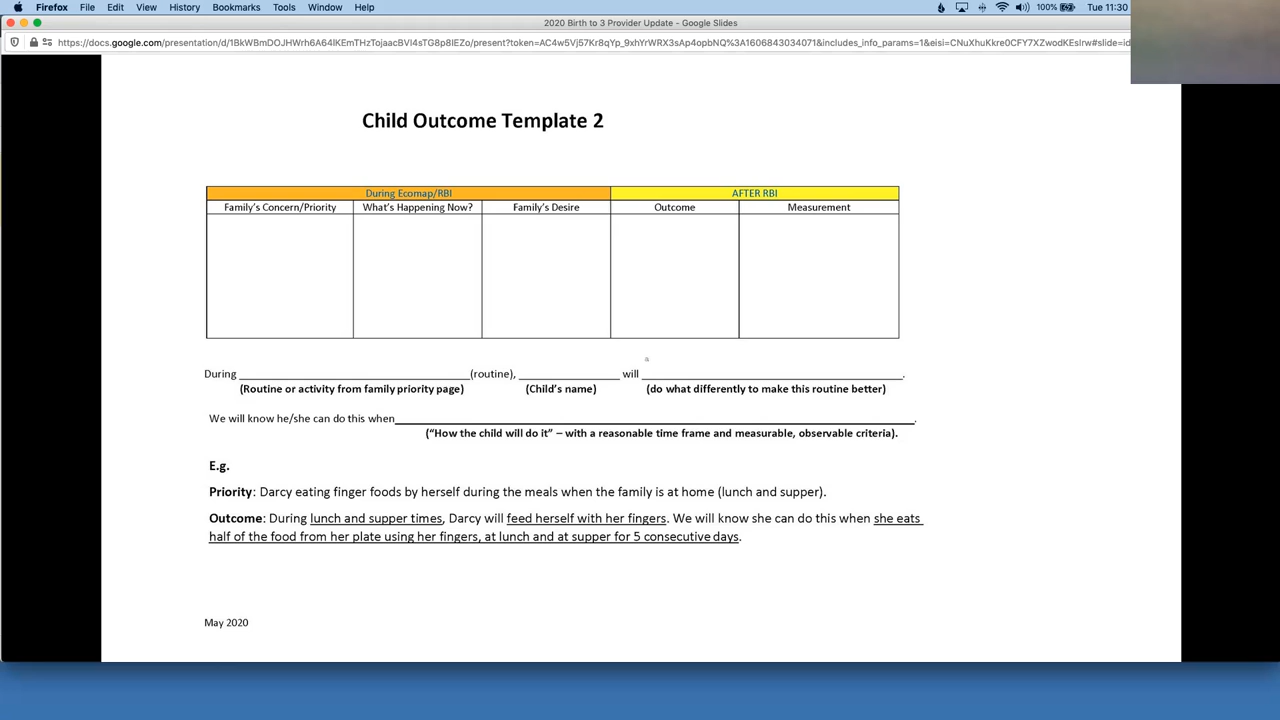 Firefox File Edit View History Bookmarks Tools Window Help 100% Tue 11:30
2020 Birth to 3 Provider Update - Google Slides
Child Outcome Template 2
During Ecomap/RBI AFTER RBI
Family's Concern/Priority What's Happening Now? Family's Desire Outcome Measurement
During ______________ (routine), ______________ will ______________.
(Routine or activity from family priority page) (Child's name) (do what differently to make this routine better)
We will know he/she can do this when______________.
("How the child will do it" – with a reasonable time frame and measurable, observable criteria).
E.g.
Priority: Darcy eating finger foods by herself during the meals when the family is at home (lunch and supper).
Outcome: During lunch and supper times, Darcy will feed herself with her fingers. We will know she can do this when she eats
half of the food from her plate using her fingers, at lunch and at supper for 5 consecutive days.
May 2020